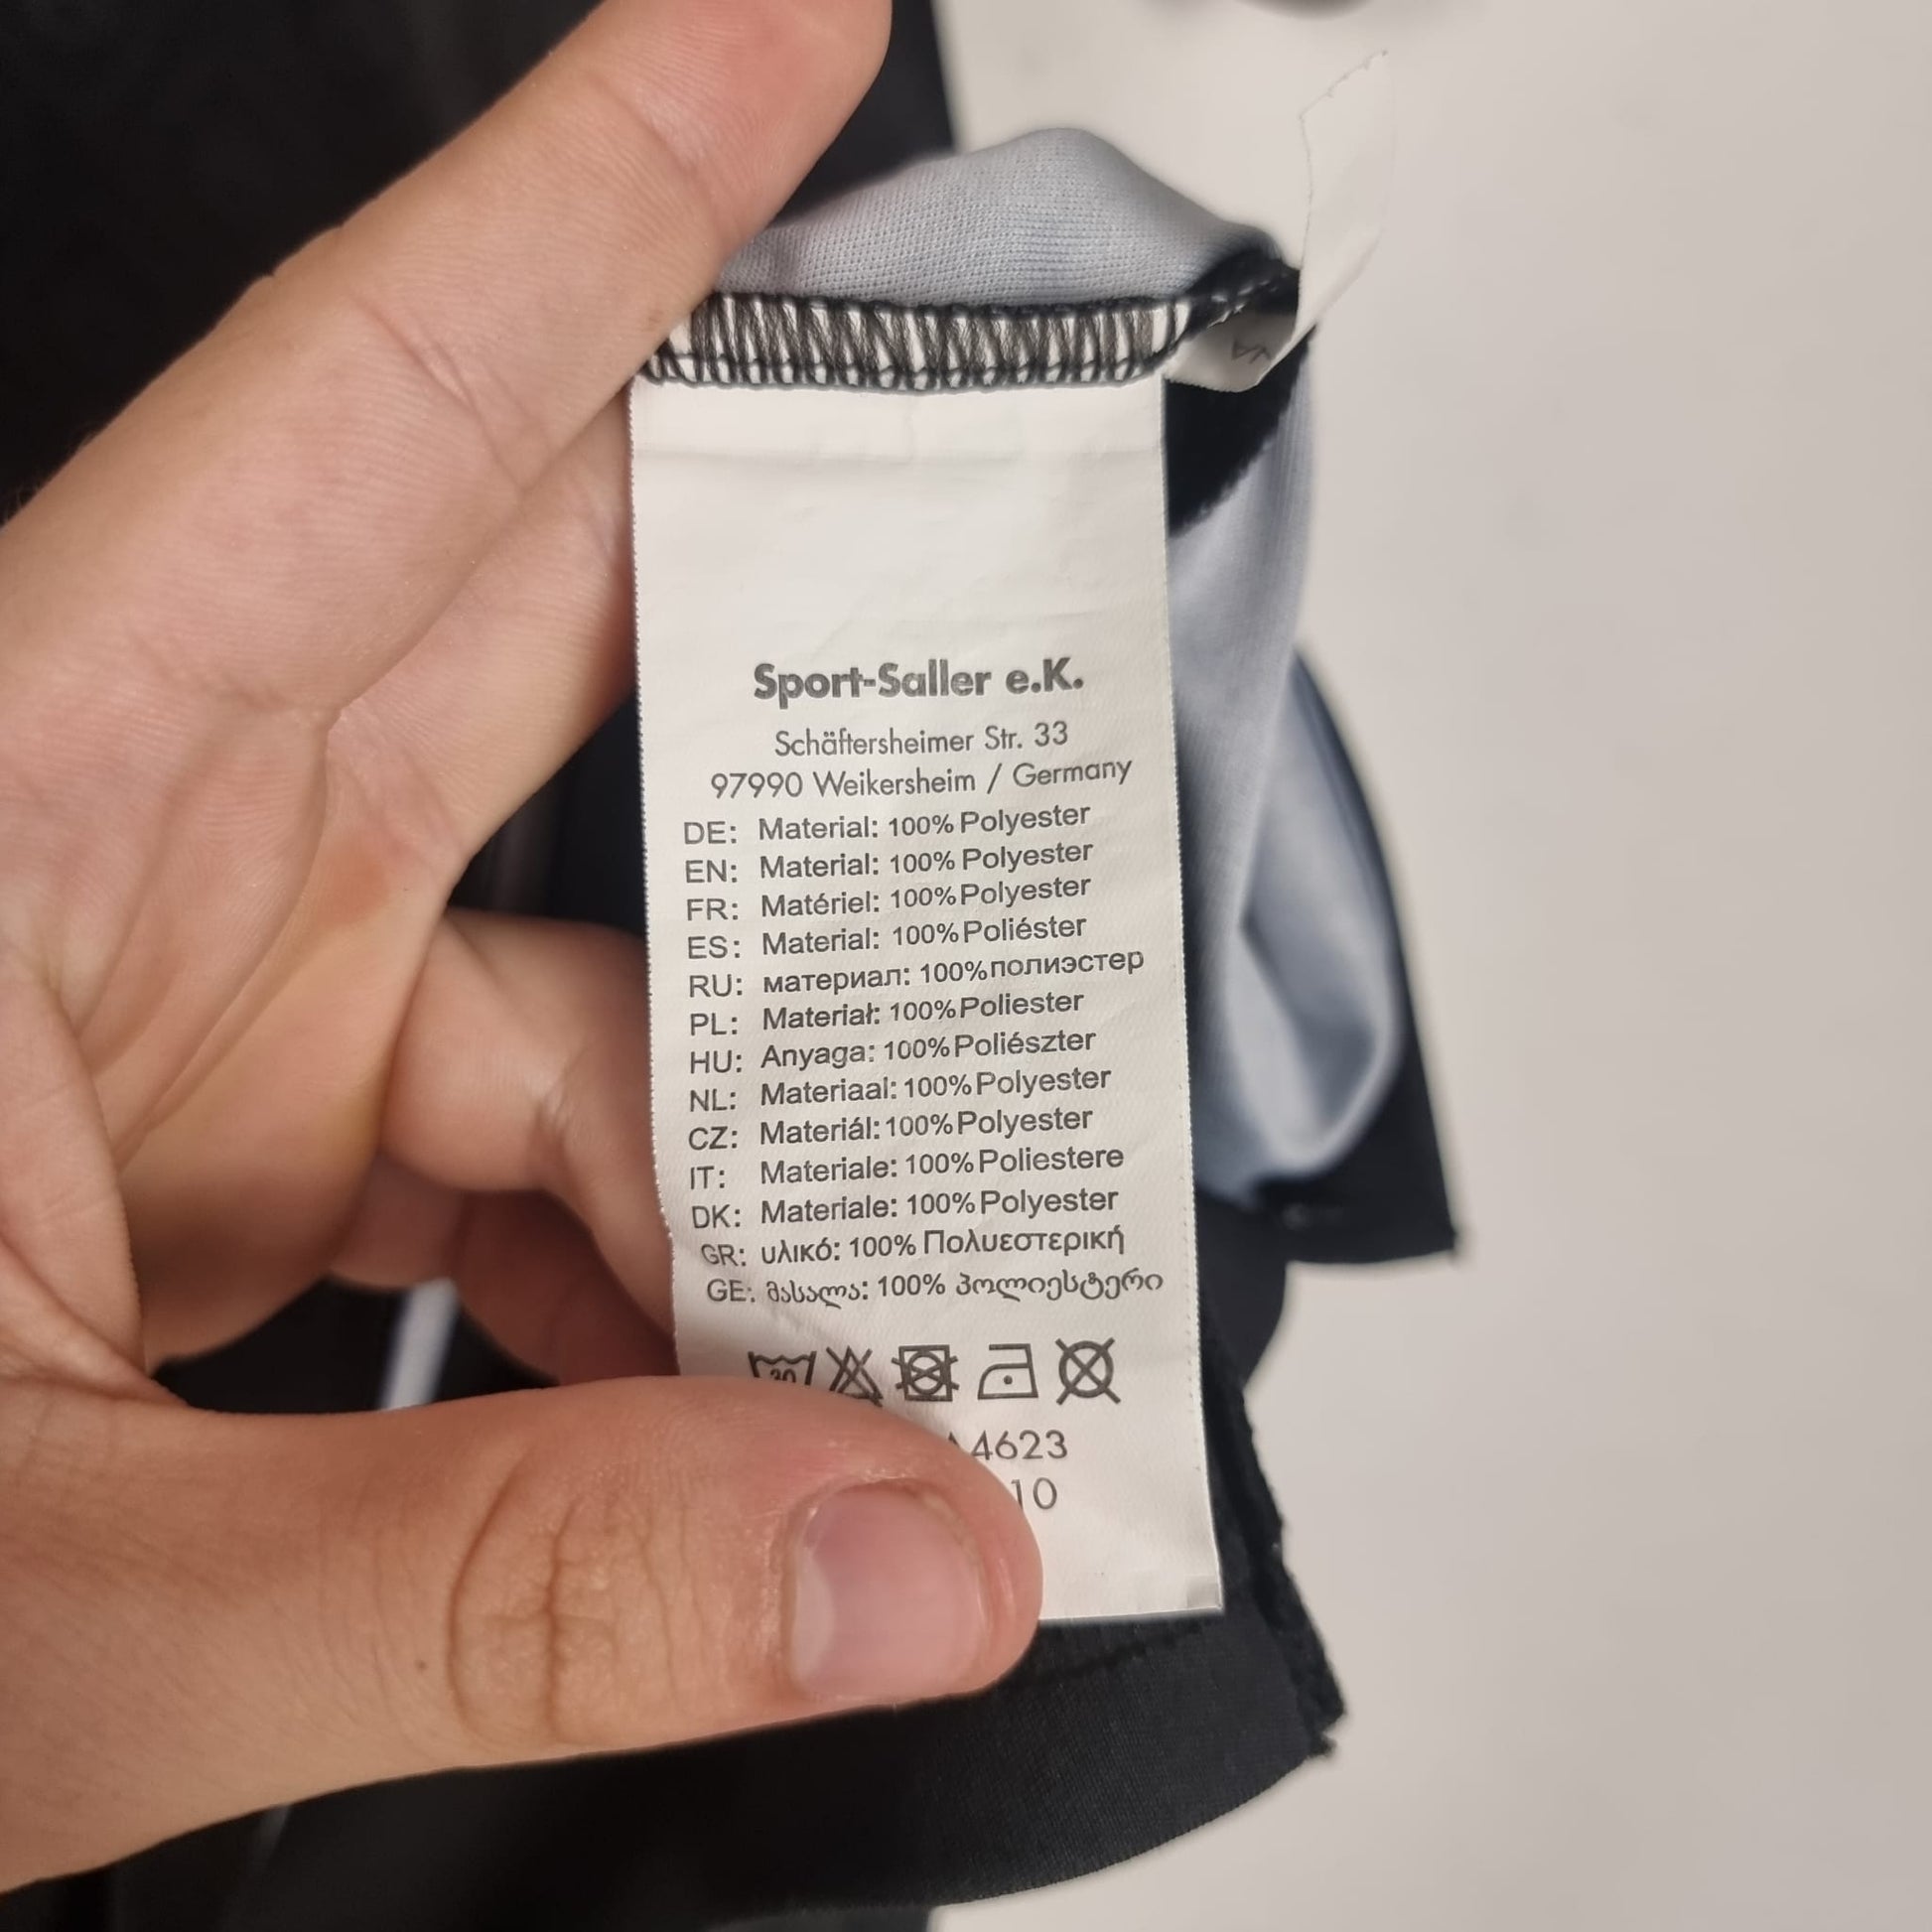 Sport-Saller e.K.
Schäftersheimer Str. 33
97990 Weikersheim / Germany
DE: Material: 100% Polyester
EN: Material: 100% Polyester
FR: Matériel: 100% Polyester
ES: Material: 100% Poliéster
RU: материал: 100% полиэстер
PL: Materiał: 100% Poliester
HU: Anyaga: 100% Poliészter
NL: Materiaal: 100% Polyester
CZ: Materiál: 100% Polyester
IT: Materiale: 100% Poliestere
DK: Materiale: 100% Polyester
GR: υλικό: 100% Πολυεστερική
GE: მასალა: 100% პოლიესტერი
30
4623
10